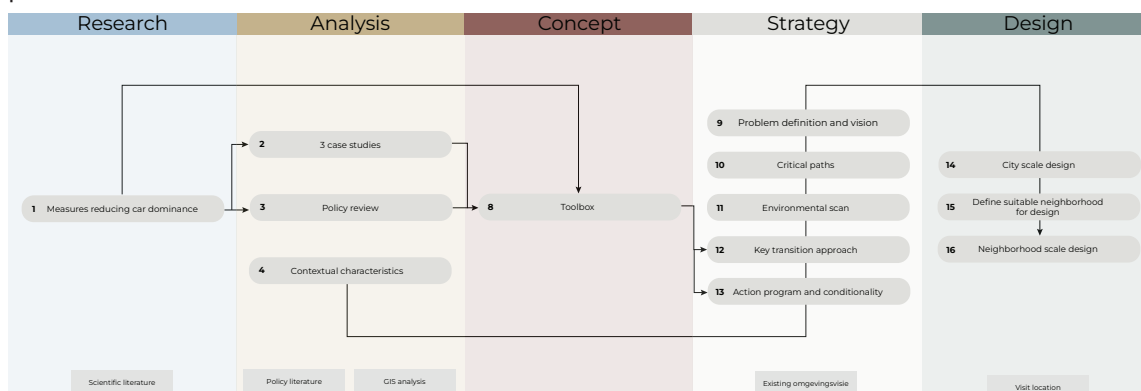 Research
Analysis
Concept
Strategy
Design
1 Measures reducing car dominance
2 3 case studies
3 Policy review
4 Contextual characteristics
8 Toolbox
9 Problem definition and vision
10 Critical paths
11 Environmental scan
12 Key transition approach
13 Action program and conditionality
14 City scale design
15 Define suitable neighborhood
for design
16 Neighborhood scale design
Scientific literature
Policy literature
GIS analysis
Existing omgevingsvisie
Visit location